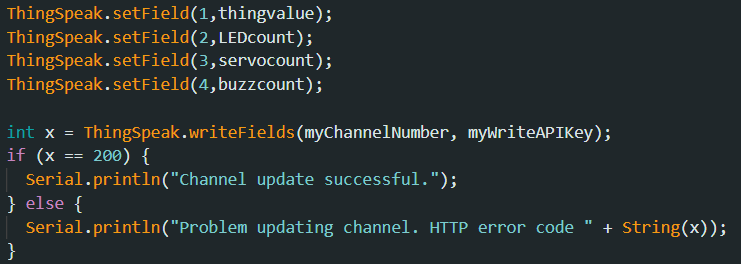 ThingSpeak.setField(1,thingvalue);
ThingSpeak.setField(2,LEDcount);
ThingSpeak.setField(3,servocount);
ThingSpeak.setField(4,buzzcount);

int x = ThingSpeak.writeFields(myChannelNumber, myWriteAPIKey);
if (x == 200) {
  Serial.println("Channel update successful.");
} else {
  Serial.println("Problem updating channel. HTTP error code " + String(x));
}